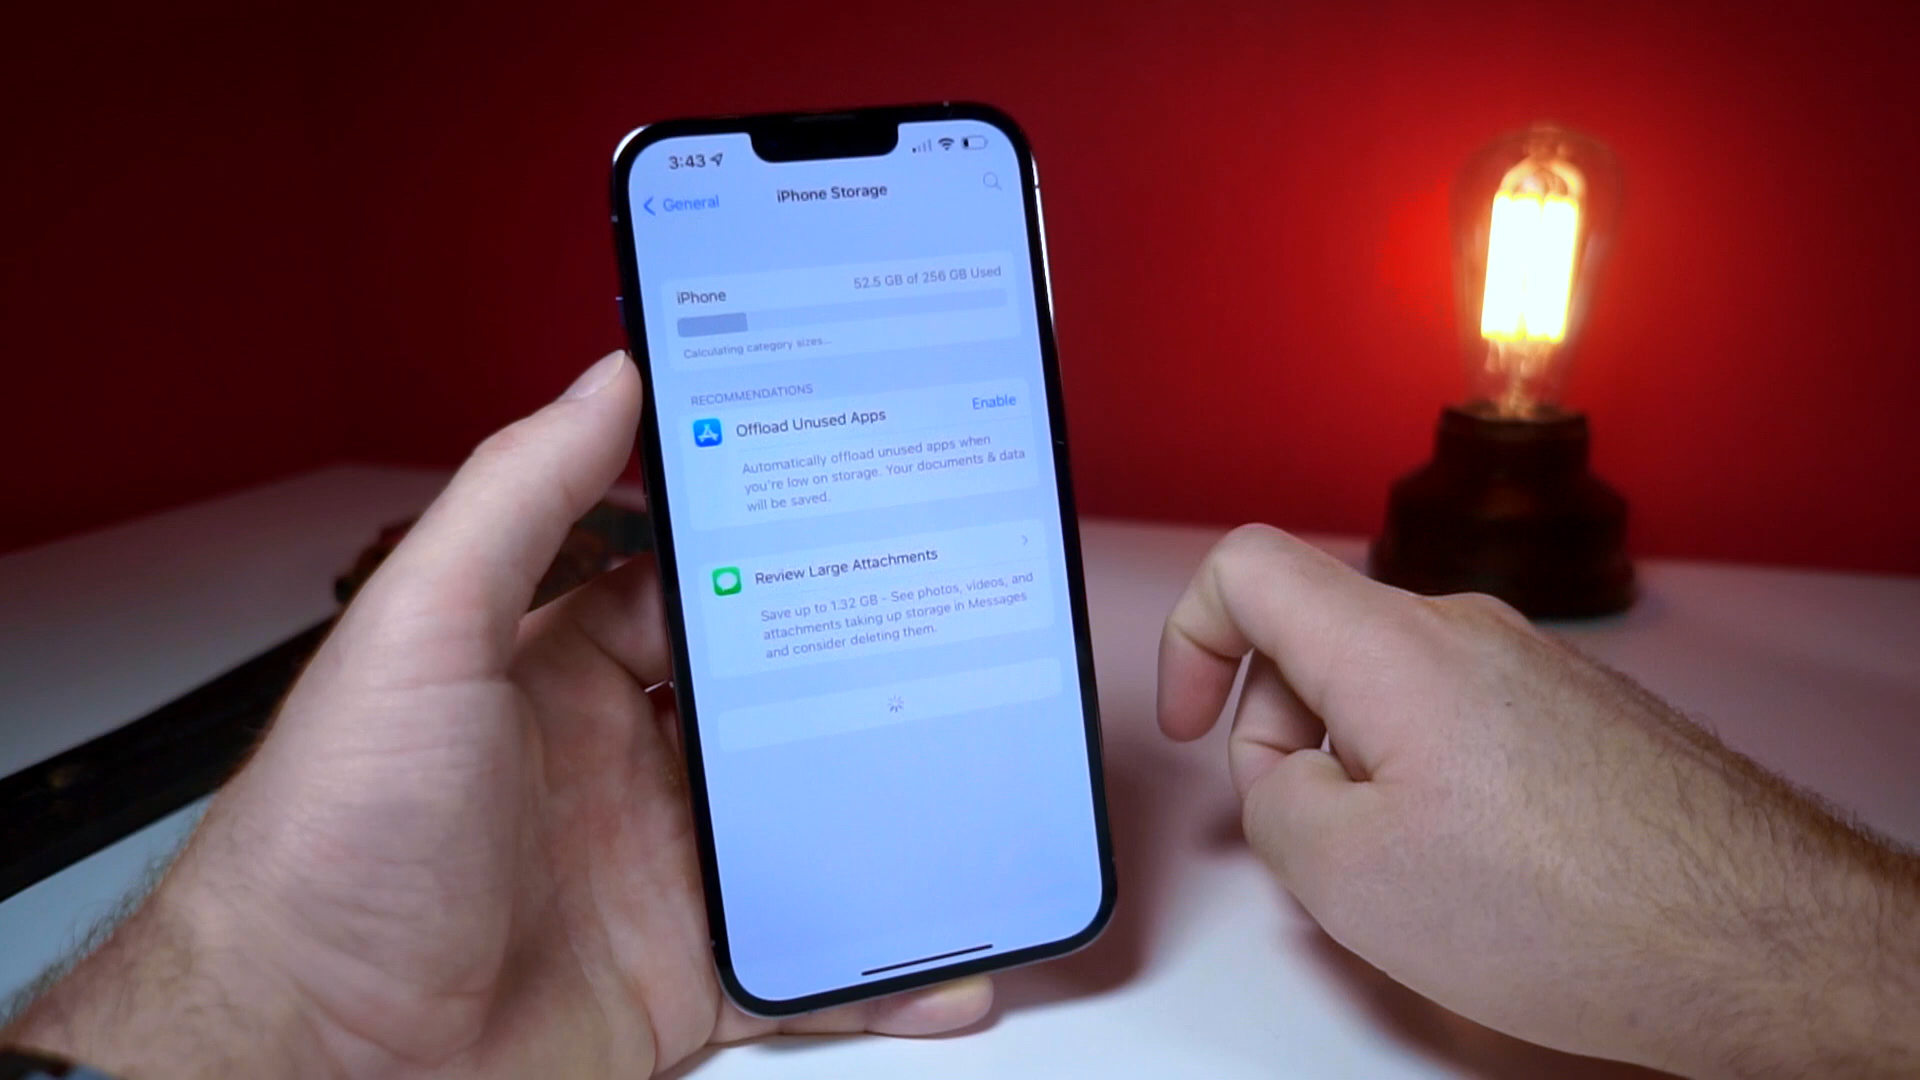 3:43
General
iPhone Storage
iPhone
52.5 GB of 256 GB Used
Calculating category sizes...
RECOMMENDATIONS
Offload Unused Apps
Enable
Automatically offload unused apps when
you're low on storage. Your documents & data
will be saved.
Review Large Attachments
Save up to 1.32 GB - See photos, videos, and
attachments taking up storage in Messages
and consider deleting them.